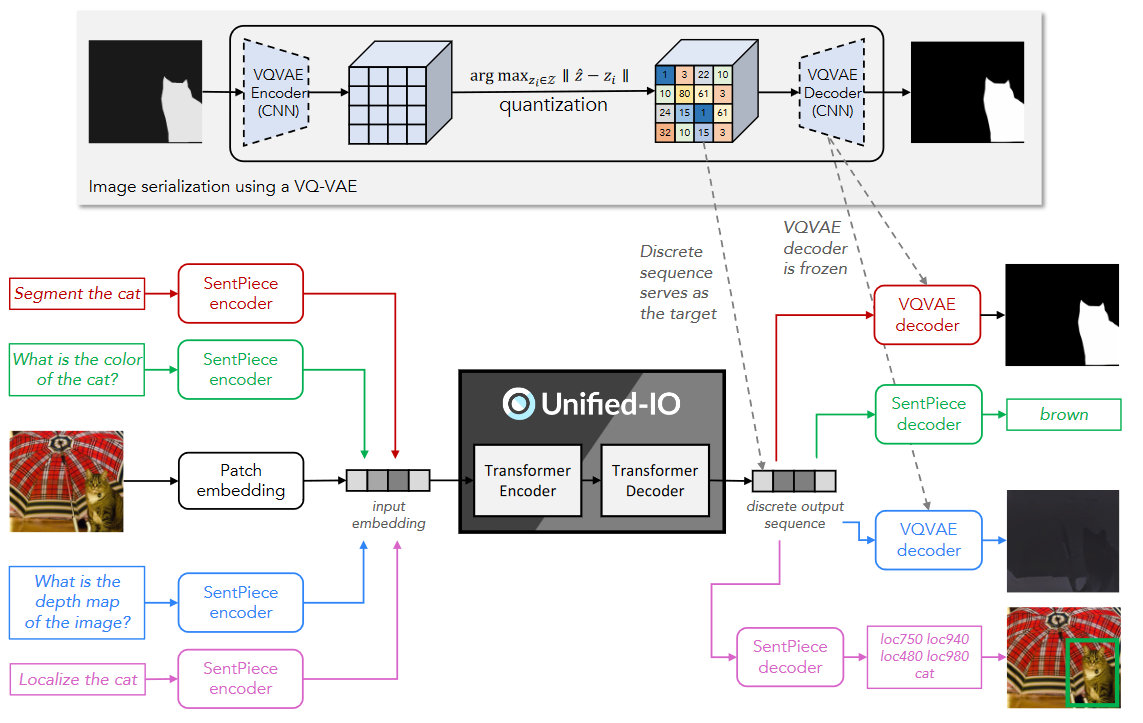 VQVAE
Encoder
(CNN)
arg max_{z_i∈Z} ‖ ẑ − z_i ‖
quantization
1 3 22 10
10 80 61 3
24 15 1 61
32 10 15 3
VQVAE
Decoder
(CNN)
Image serialization using a VQ-VAE
Discrete
sequence
serves as
the target
VQVAE
decoder
is frozen
Segment the cat
SentPiece
encoder
VQVAE
decoder
What is the color
of the cat?
SentPiece
encoder
Unified-IO
SentPiece
decoder
brown
Patch
embedding
input
embedding
Transformer
Encoder
Transformer
Decoder
discrete output
sequence
VQVAE
decoder
What is the
depth map
of the image?
SentPiece
encoder
Localize the cat
SentPiece
encoder
SentPiece
decoder
loc750 loc940
loc480 loc980
cat